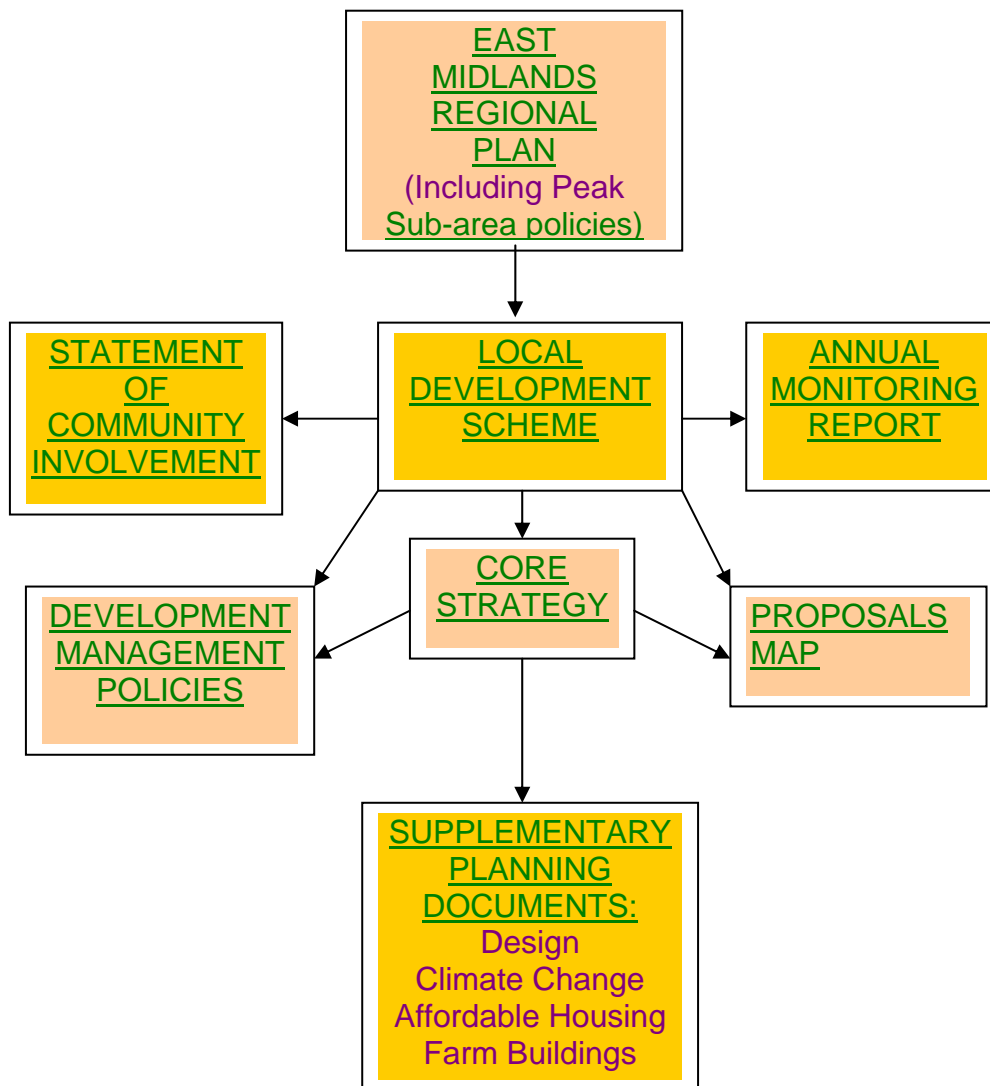 EAST
MIDLANDS
REGIONAL
PLAN
(Including Peak
Sub-area policies)
STATEMENT
OF
COMMUNITY
INVOLVEMENT
LOCAL
DEVELOPMENT
SCHEME
ANNUAL
MONITORING
REPORT
DEVELOPMENT
MANAGEMENT
POLICIES
CORE
STRATEGY
PROPOSALS
MAP
SUPPLEMENTARY
PLANNING
DOCUMENTS:
Design
Climate Change
Affordable Housing
Farm Buildings